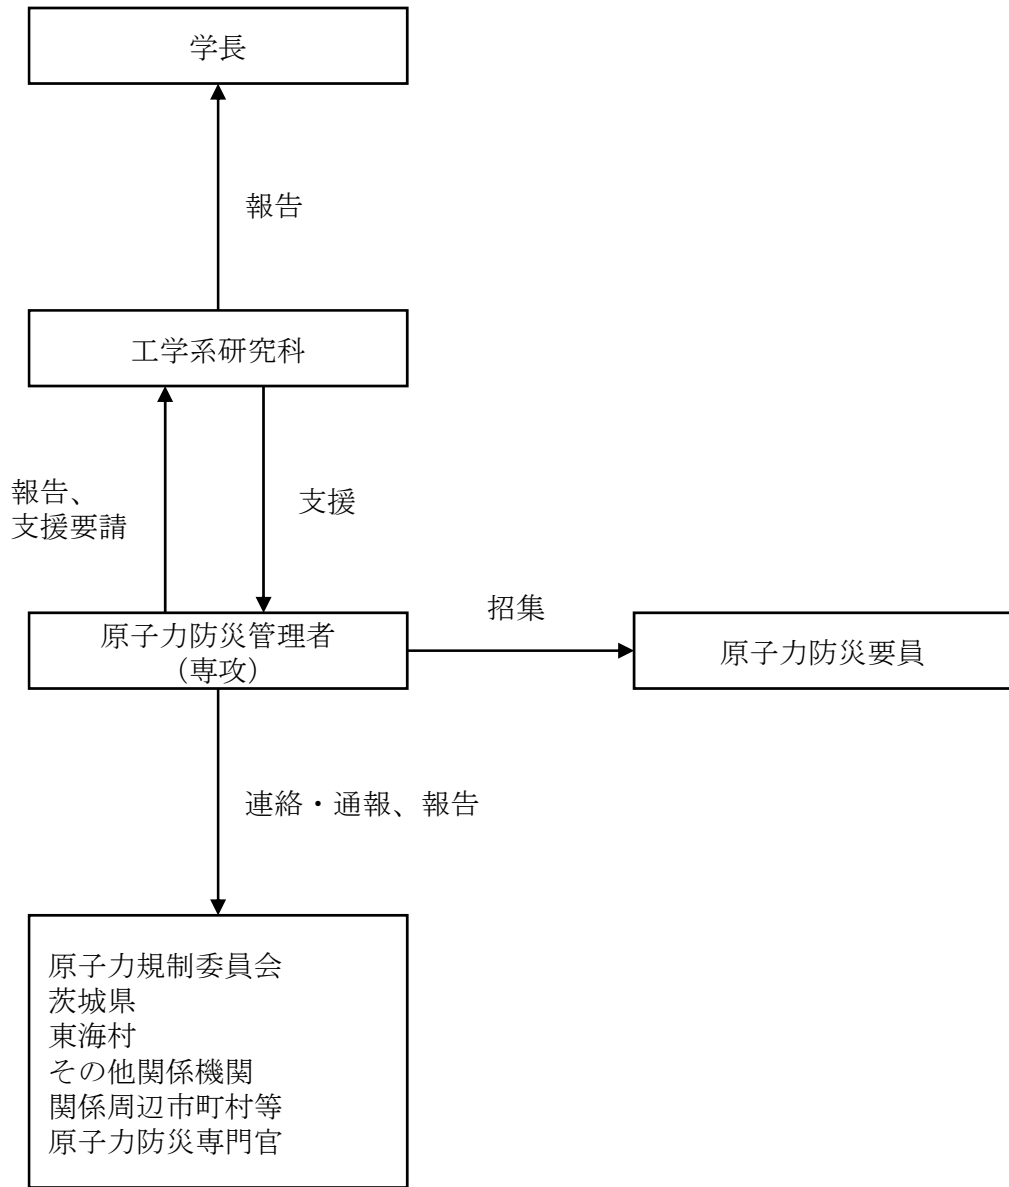 学長
報告
工学系研究科
報告、
支援要請
支援
原子力防災管理者
（専攻）
招集
原子力防災要員
連絡・通報、報告
原子力規制委員会
茨城県
東海村
その他関係機関
関係周辺市町村等
原子力防災専門官